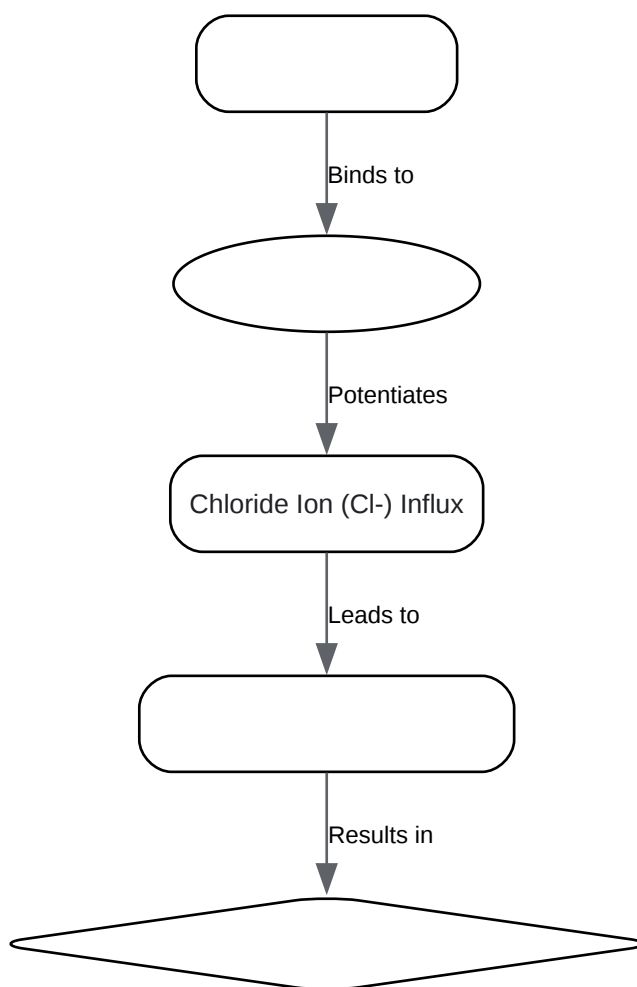 Binds to
Potentiates
Chloride Ion (Cl-) Influx
Leads to
Results in